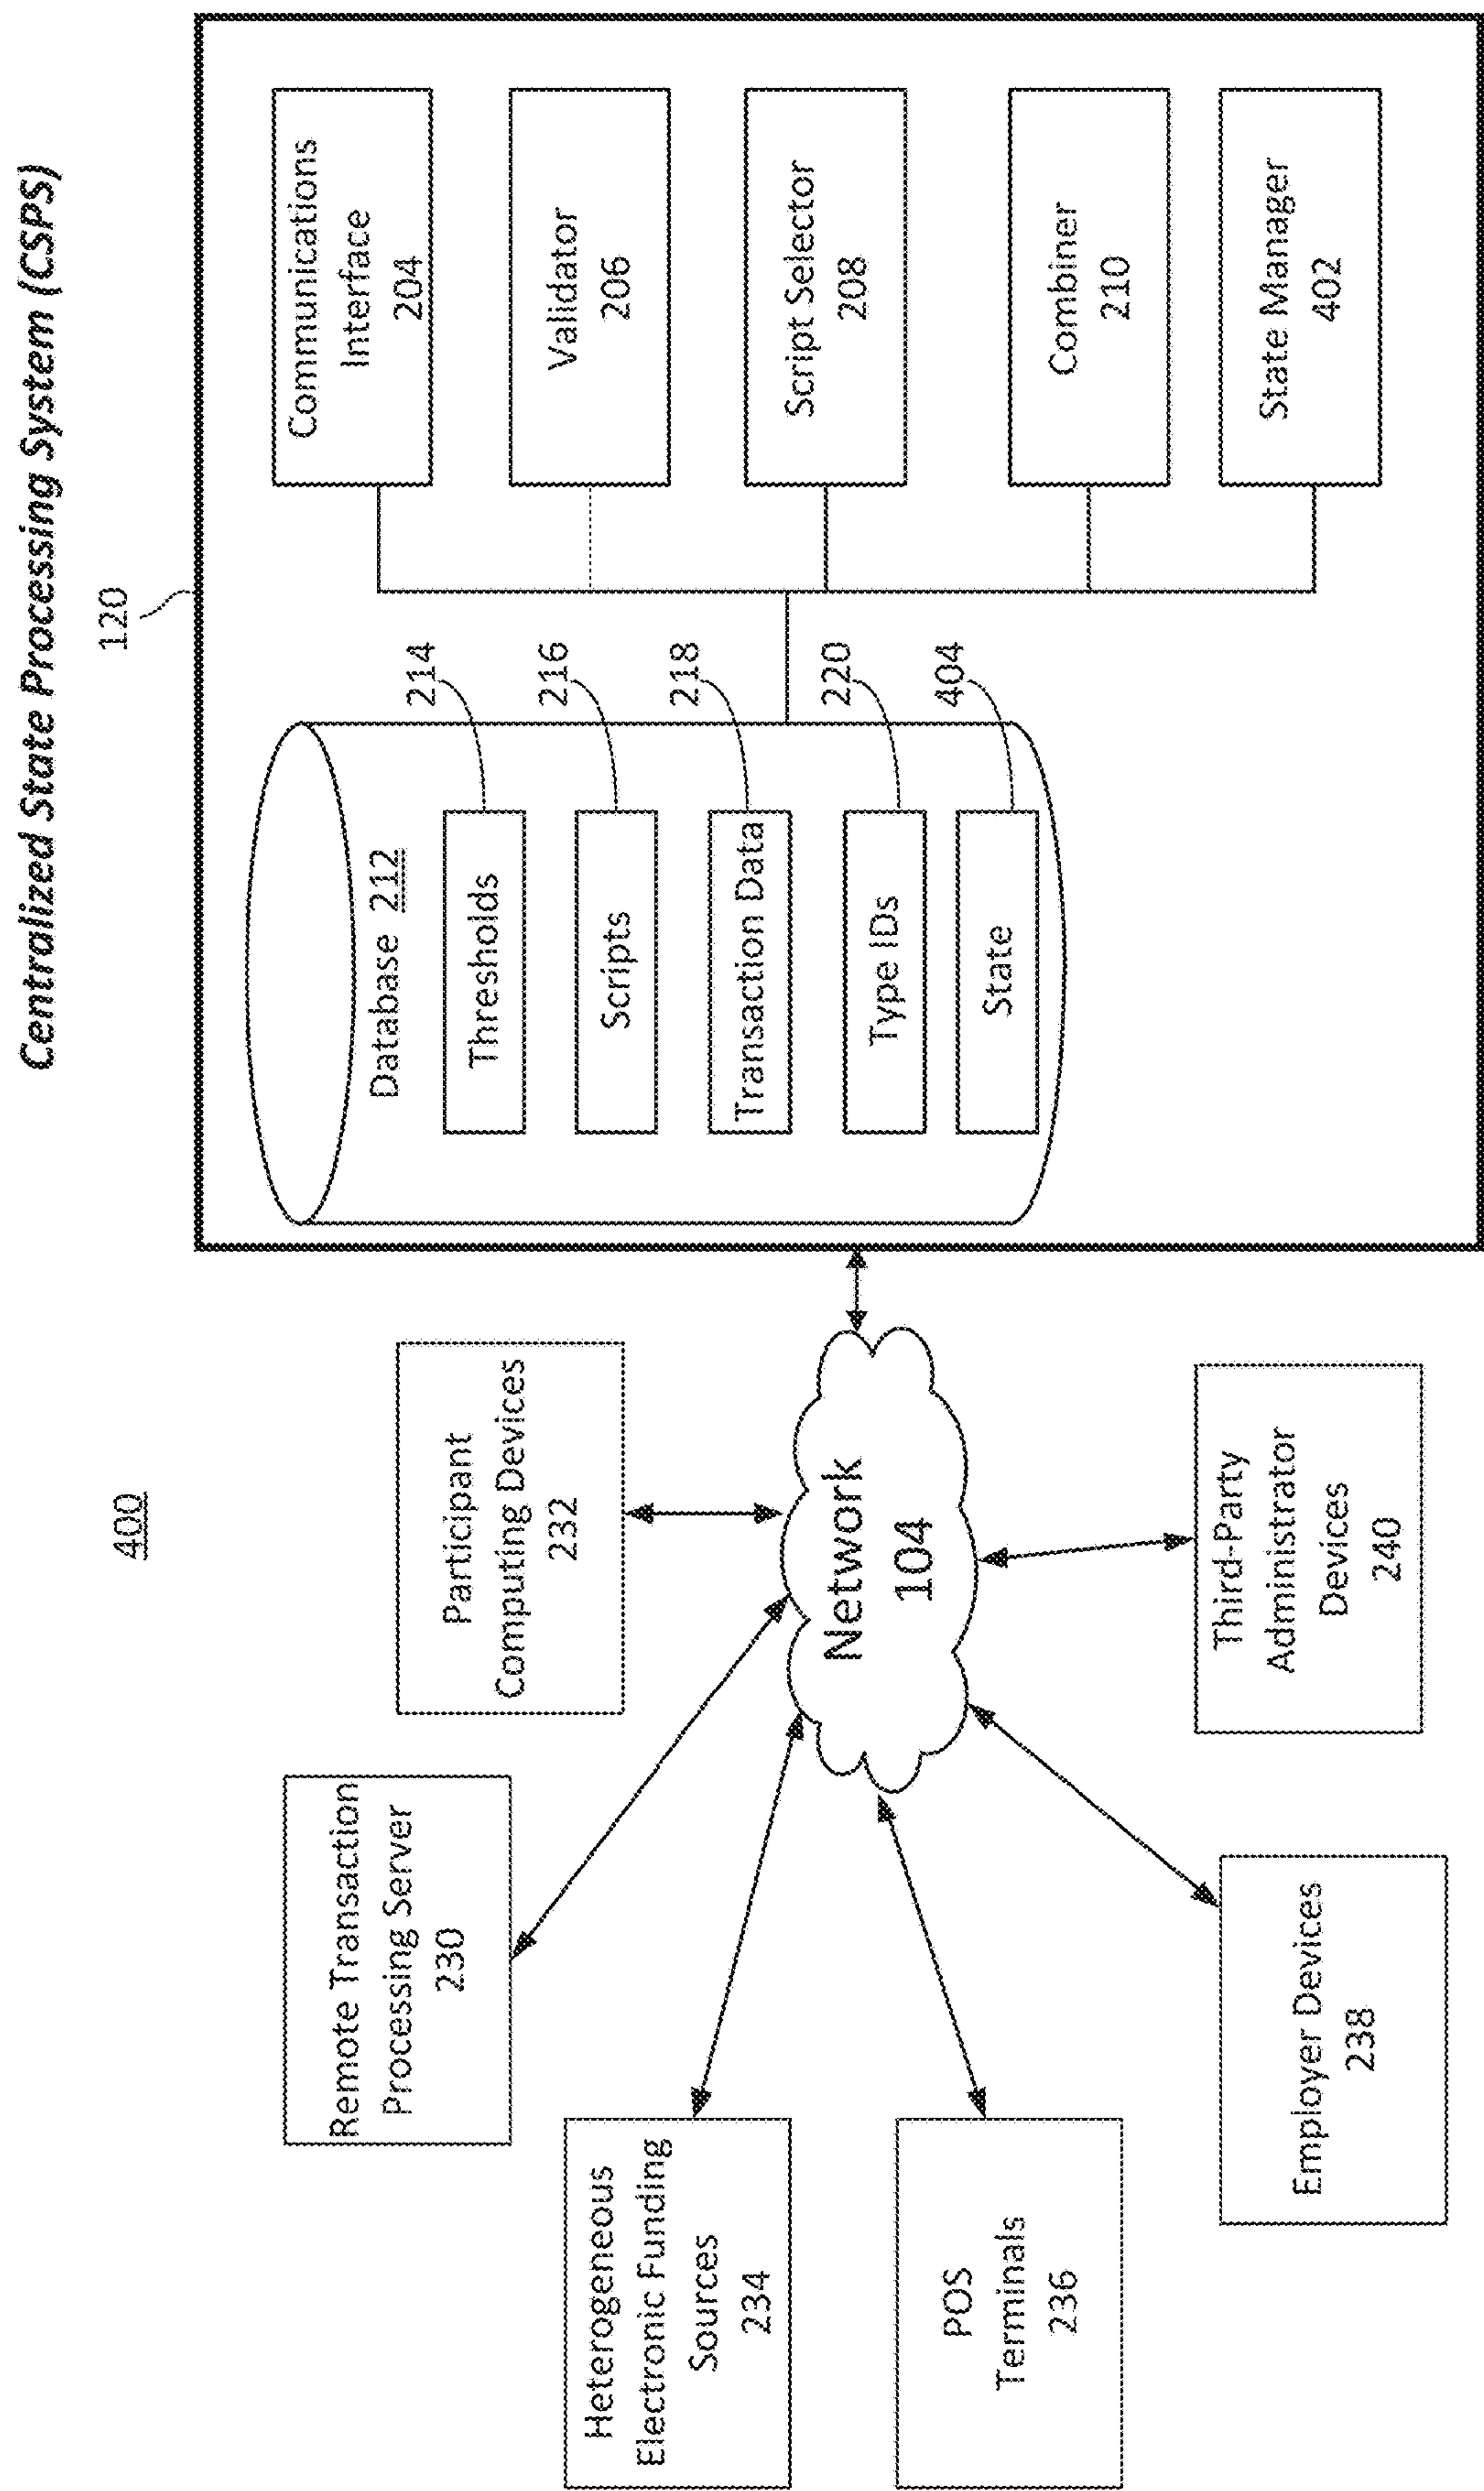 400
Centralized State Processing System (CSPS)
120
Remote Transaction
Processing Server
230
Participant
Computing Devices
232
Heterogeneous
Electronic Funding
Sources
234
Network
104
POS
Terminals
236
Employer Devices
238
Third-Party
Administrator
Devices
240
Database 212
Thresholds
214
Scripts
216
Transaction Data
218
Type IDs
220
State
404
Communications
Interface
204
Validator
206
Script Selector
208
Combiner
210
State Manager
402